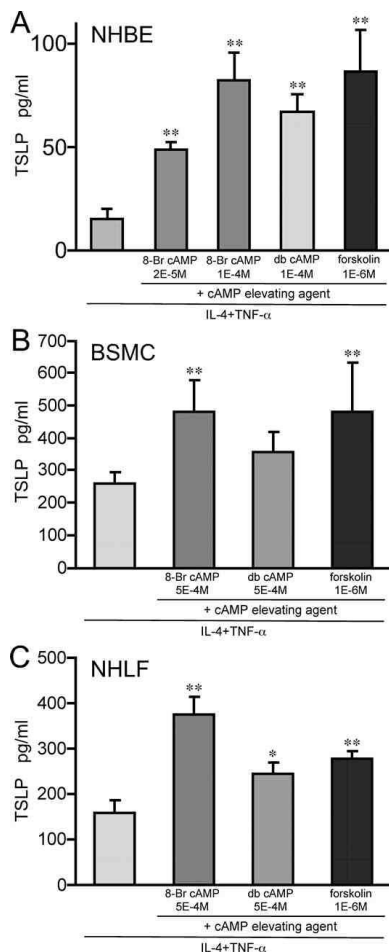 A
NHBE
TSLP pg/ml
100
50
0
**
**
**
**
8-Br cAMP 8-Br cAMP db cAMP forskolin
2E-5M 1E-4M 1E-4M 1E-6M
+ cAMP elevating agent
IL-4+TNF-α
B
BSMC
TSLP pg/ml
700
600
500
400
300
200
100
0
**
**
8-Br cAMP db cAMP forskolin
5E-4M 5E-4M 1E-6M
+ cAMP elevating agent
IL-4+TNF-α
C
NHLF
TSLP pg/ml
500
400
300
200
100
0
**
*
**
8-Br cAMP db cAMP forskolin
5E-4M 5E-4M 1E-6M
+ cAMP elevating agent
IL-4+TNF-α